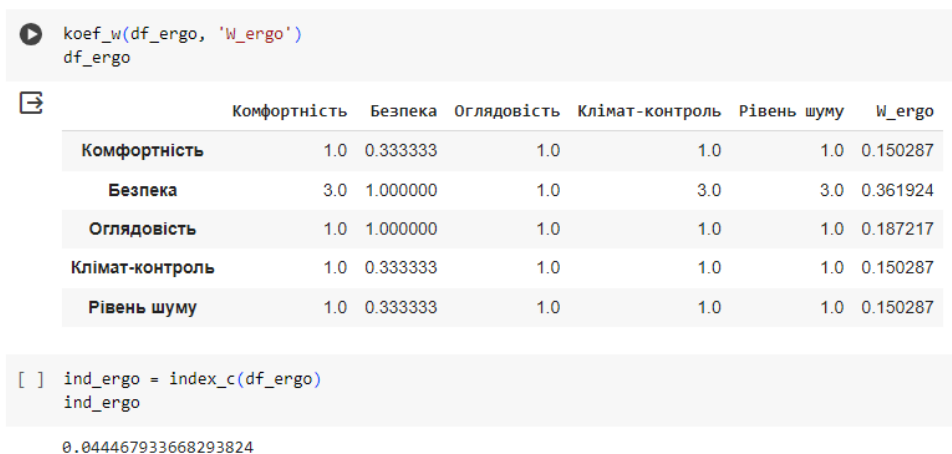 koef_w(df_ergo, 'W_ergo')
df_ergo
Комфортність Безпека Оглядовість Клімат-контроль Рівень шуму W_ergo
Комфортність 1.0 0.333333 1.0 1.0 1.0 0.150287
Безпека 3.0 1.000000 1.0 3.0 3.0 0.361924
Оглядовість 1.0 1.000000 1.0 1.0 1.0 0.187217
Клімат-контроль 1.0 0.333333 1.0 1.0 1.0 0.150287
Рівень шуму 1.0 0.333333 1.0 1.0 1.0 0.150287
[ ] ind_ergo = index_c(df_ergo)
ind_ergo
0.044467933668293824